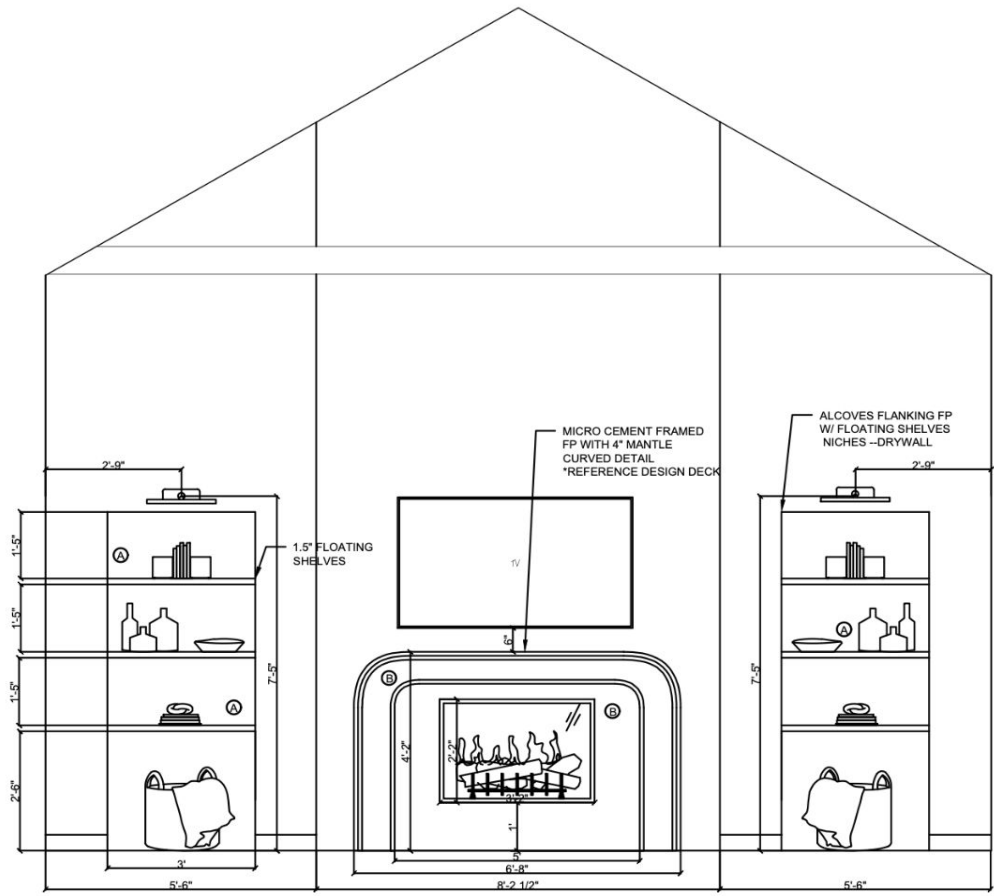 MICRO CEMENT FRAMED
FP WITH 4" MANTLE
CURVED DETAIL
*REFERENCE DESIGN DECK
ALCOVES FLANKING FP
W/ FLOATING SHELVES
NICHES --DRYWALL
2'-9"
2'-9"
1.5" FLOATING
SHELVES
1'-5"
A
TV
1'-5"
A
6"
1'-5"
A
7'-5"
7'-5"
B
B
4'-2"
2'-2"
3'-2"
2'-6"
1'
3'
5'
6'-8"
5'-6"
8'-2 1/2"
5'-6"